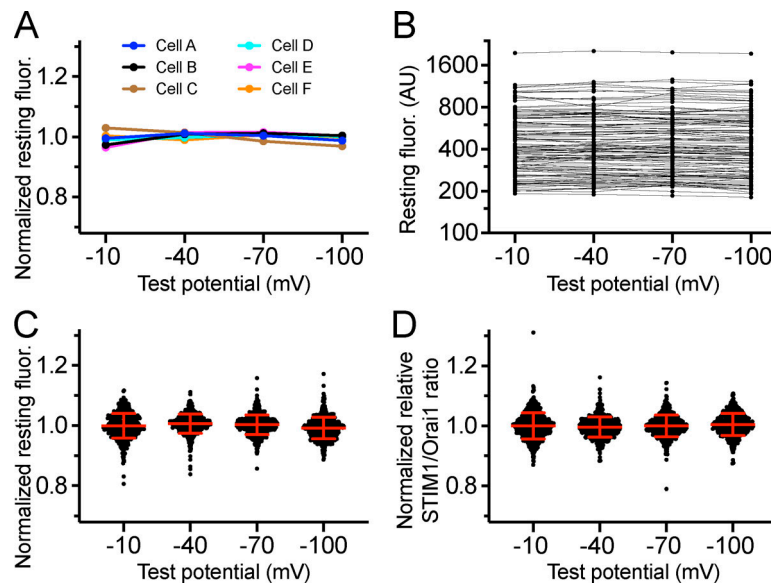 A
Normalized resting fluor.
1.2
1.0
0.8
Cell A
Cell B
Cell C
Cell D
Cell E
Cell F
-10 -40 -70 -100
Test potential (mV)
B
Resting fluor. (AU)
1600
800
400
200
100
-10 -40 -70 -100
Test potential (mV)
C
Normalized resting fluor.
1.2
1.0
0.8
-10 -40 -70 -100
Test potential (mV)
D
Normalized relative
STIM1/Orai1 ratio
1.2
1.0
0.8
-10 -40 -70 -100
Test potential (mV)